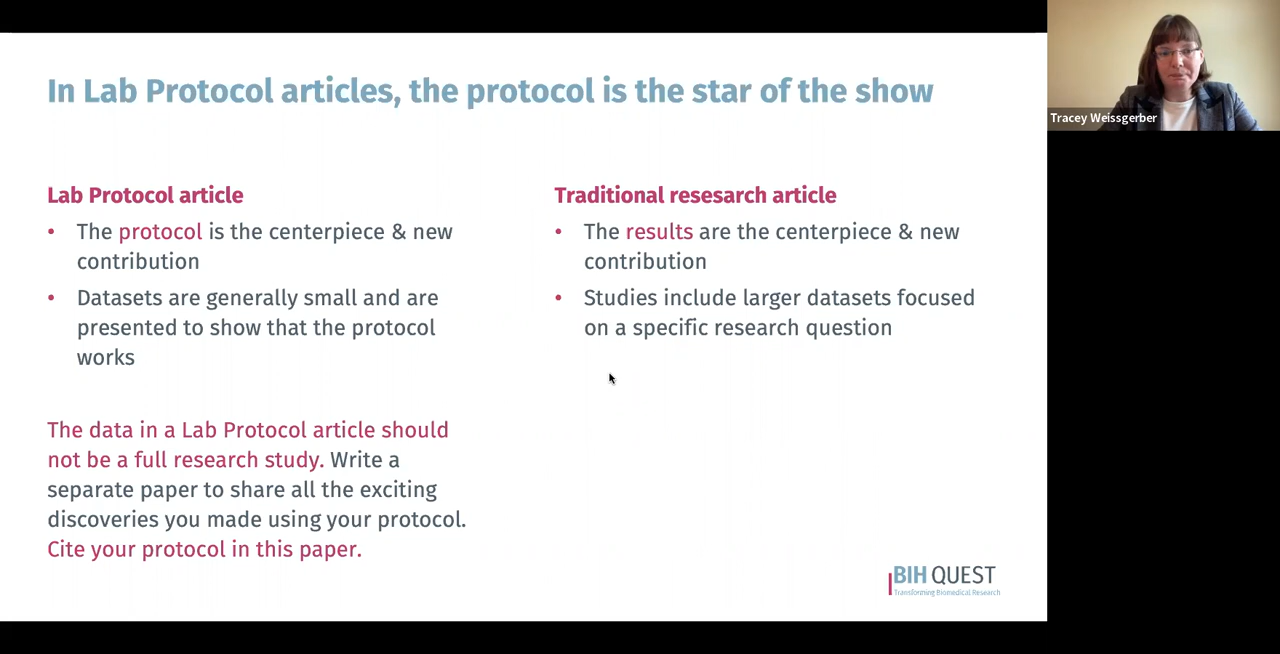 In Lab Protocol articles, the protocol is the star of the show
Tracey Weissgerber
Lab Protocol article
• The protocol is the centerpiece & new
contribution
• Datasets are generally small and are
presented to show that the protocol
works
The data in a Lab Protocol article should
not be a full research study. Write a
separate paper to share all the exciting
discoveries you made using your protocol.
Cite your protocol in this paper.
Traditional resesarch article
• The results are the centerpiece & new
contribution
• Studies include larger datasets focused
on a specific research question
BIH QUEST
Transforming Biomedical Research